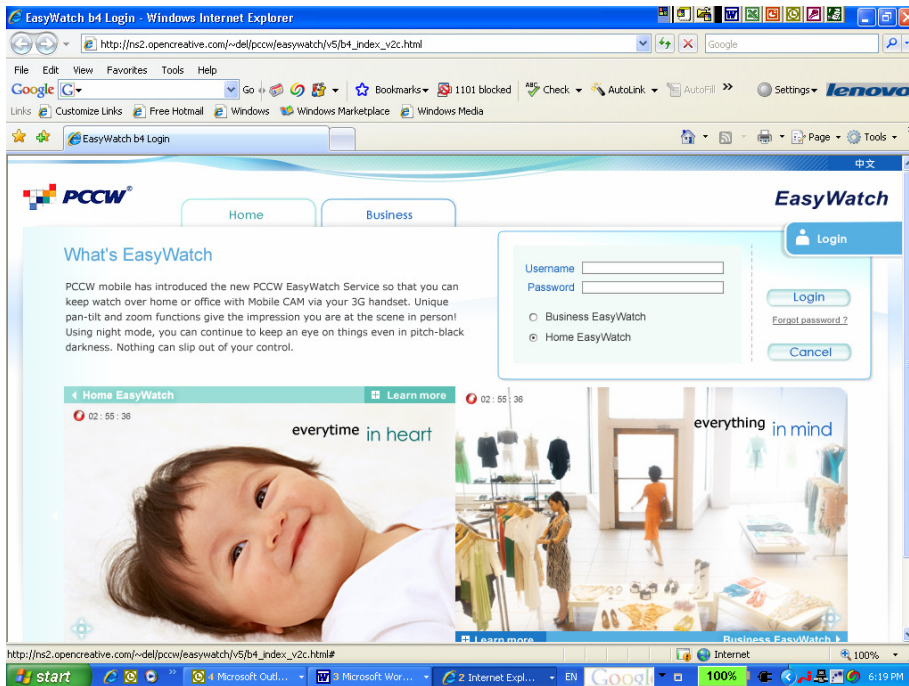 EasyWatch b4 Login - Windows Internet Explorer
http://ns2.opencreative.com/~del/pccw/easywatch/v5/b4_index_v2c.html
Google
File Edit View Favorites Tools Help
Google G Go Bookmarks 1101 blocked Check AutoLink AutoFill Settings lenovo
Links Customize Links Free Hotmail Windows Windows Marketplace Windows Media
EasyWatch b4 Login
Page Tools
中文
PCCW®
EasyWatch
Home
Business
Login
What's EasyWatch
PCCW mobile has introduced the new PCCW EasyWatch Service so that you can
keep watch over home or office with Mobile CAM via your 3G handset. Unique
pan-tilt and zoom functions give the impression you are at the scene in person!
Using night mode, you can continue to keep an eye on things even in pitch-black
darkness. Nothing can slip out of your control.
Username
Password
Business EasyWatch
Home EasyWatch
Login
Forgot password ?
Cancel
Home EasyWatch
Learn more
02 : 55 : 36
everytime in heart
02 : 55 : 36
everything in mind
Learn more
Business EasyWatch
http://ns2.opencreative.com/~del/pccw/easywatch/v5/b4_index_v2c.html#
Internet
100%
start
4 Microsoft Outl...
3 Microsoft Wor...
2 Internet Expl...
EN
Google
100%
6:19 PM